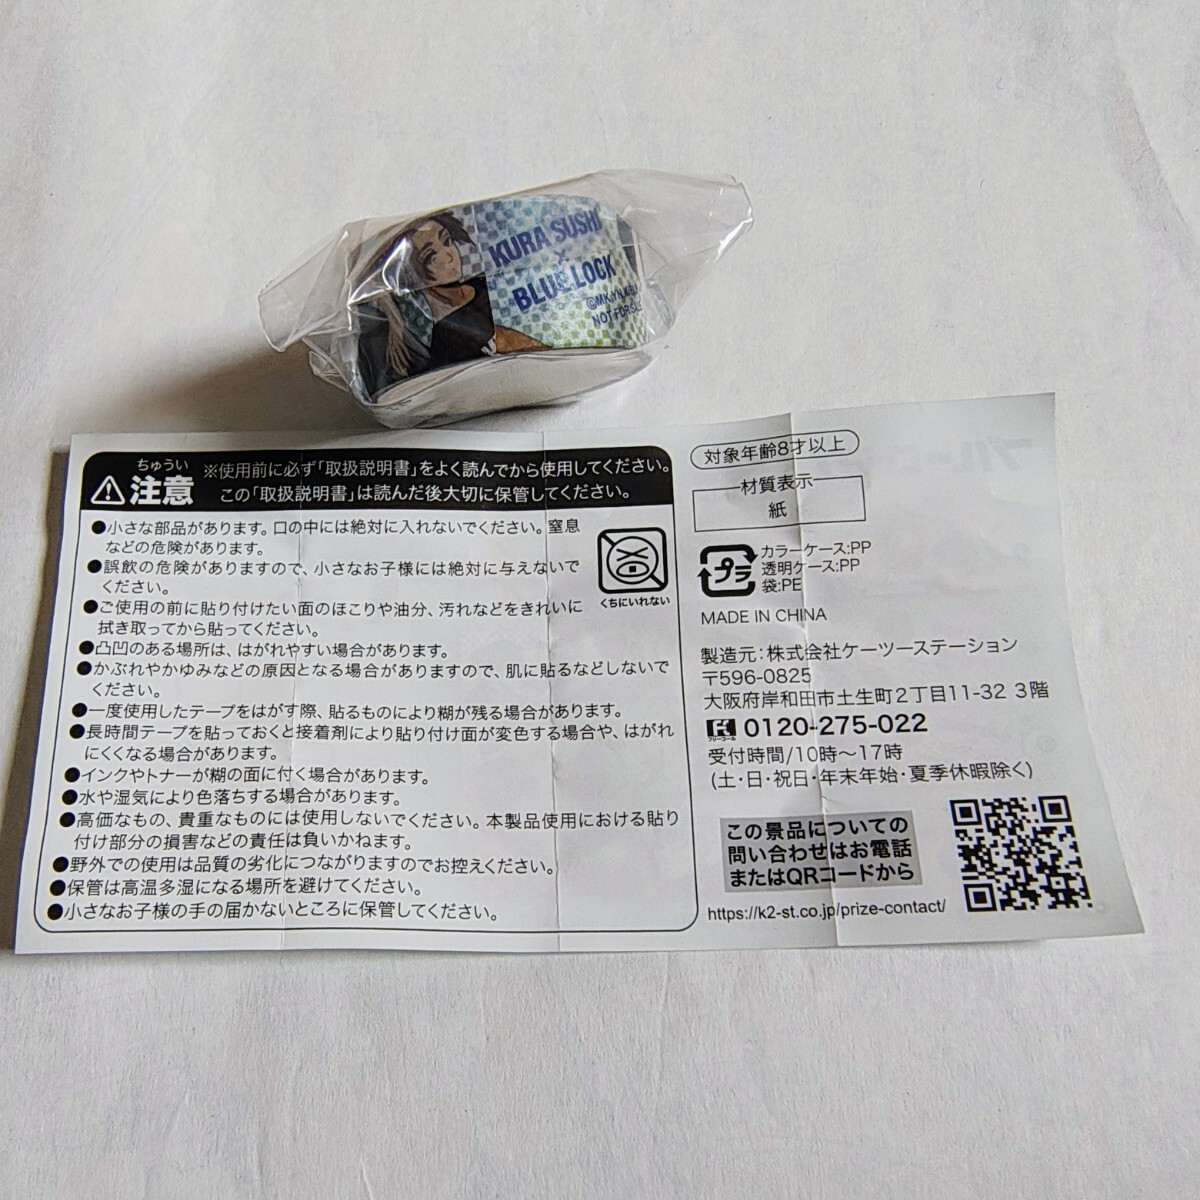 KURA SUSHI
×
BLUE LOCK
NOT FOR
ちゅうい
注意
※使用前に必ず「取扱説明書」をよく読んでから使用してください。
この「取扱説明書」は読んだ後大切に保管してください。
●小さな部品があります。口の中には絶対に入れないでください。窒息
などの危険があります。
●誤飲の危険がありますので、小さなお子様には絶対に与えないで
ください。
●ご使用の前に貼り付けたい面のほこりや油分、汚れなどをきれいに
拭き取ってから貼ってください。
●凸凹のある場所は、はがれやすい場合があります。
●かぶれやかゆみなどの原因となる場合がありますので、肌に貼るなどしないで
ください。
●一度使用したテープをはがす際、貼るものにより糊が残る場合があります。
●長時間テープを貼っておくと接着剤により貼り付け面が変色する場合や、はがれ
にくくなる場合があります。
●インクやトナーが糊の面に付く場合があります。
●水や湿気により色落ちする場合があります。
●高価なもの、貴重なものには使用しないでください。本製品使用における貼り
付け部分の損害などの責任は負いかねます。
●野外での使用は品質の劣化につながりますのでお控えください。
●保管は高温多湿になる場所を避けてください。
●小さなお子様の手の届かないところに保管してください。
くちにいれない
対象年齢8才以上
材質表示
紙
プラ
カラーケース:PP
透明ケース:PP
袋:PE
MADE IN CHINA
製造元:株式会社ケーツーステーション
〒596-0825
大阪府岸和田市土生町2丁目11-32 3階
フリーコール 0120-275-022
受付時間/10時～17時
(土・日・祝日・年末年始・夏季休暇除く)
この景品についての
問い合わせはお電話
またはQRコードから
https://k2-st.co.jp/prize-contact/